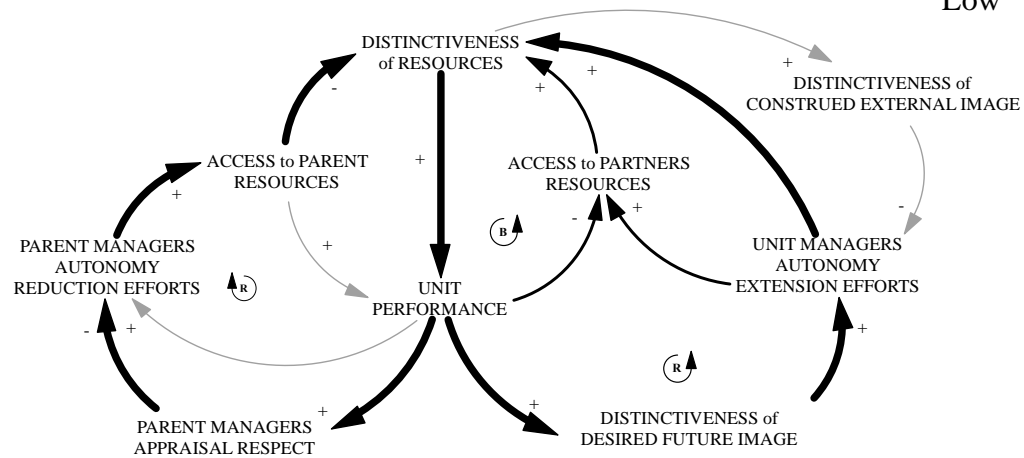 Low
DISTINCTIVENESS
of RESOURCES
+
-
+
+
DISTINCTIVENESS of
CONSTRUED EXTERNAL IMAGE
+
ACCESS to PARENT
RESOURCES
ACCESS to PARTNERS
RESOURCES
+
-
+
-
B
+
PARENT MANAGERS
AUTONOMY
REDUCTION EFFORTS
R
UNIT
PERFORMANCE
UNIT MANAGERS
AUTONOMY
EXTENSION EFFORTS
- +
+
R
+
PARENT MANAGERS
APPRAISAL RESPECT
+
DISTINCTIVENESS of
DESIRED FUTURE IMAGE